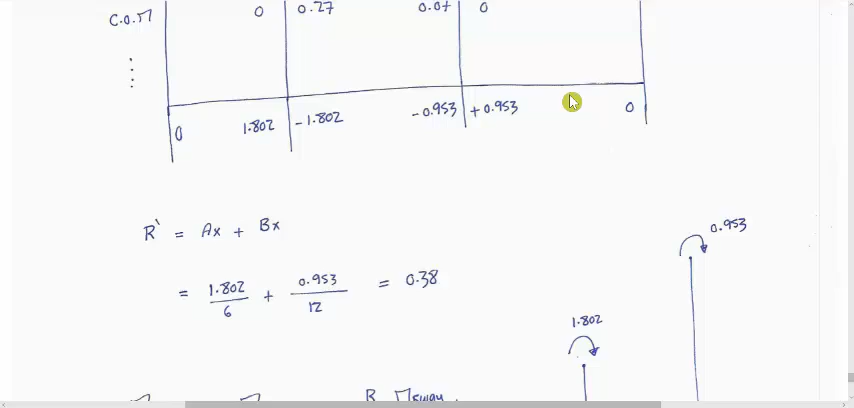 C.O.M 0 0.27 0.07 0
0 1.802 -1.802 -0.953 +0.953 0
R' = Ax + Bx
0.953
= 1.802/6 + 0.953/12 = 0.38
1.802
R Msway